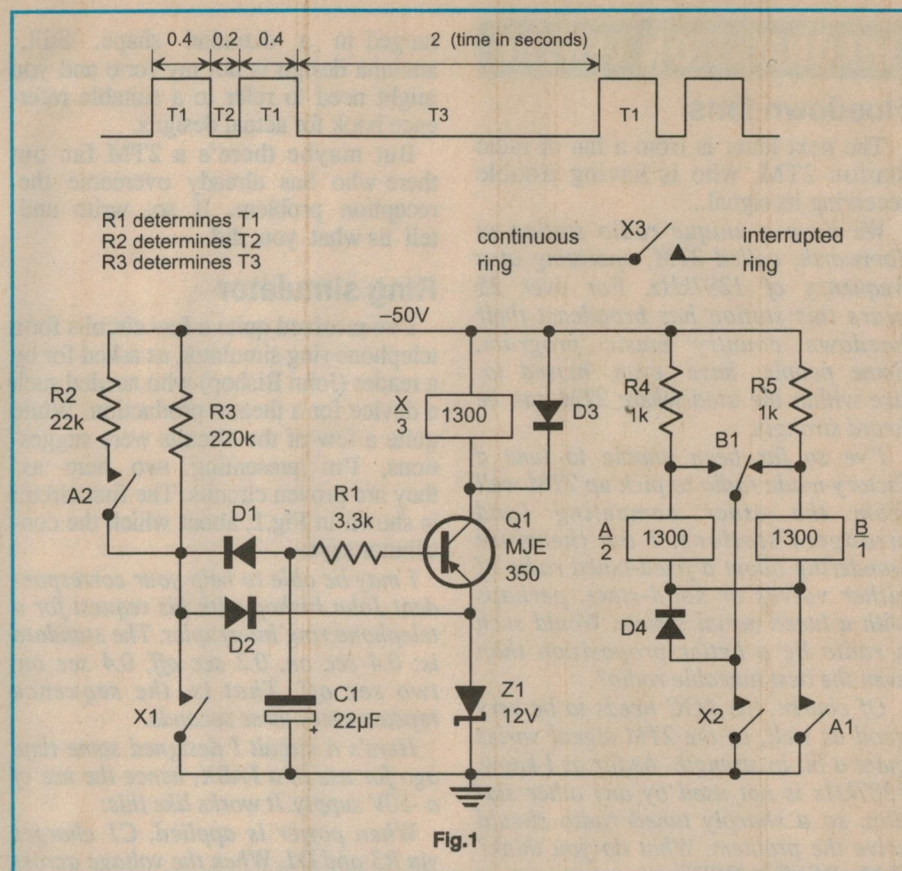 0.4 0.2 0.4 2 (time in seconds)
T1 T2 T1 T3 T1
R1 determines T1
R2 determines T2
R3 determines T3
continuous ring
X3
interrupted ring
–50V
R2
22k
R3
220k
X
3
1300
D3
R4
1k
R5
1k
B1
A2
D1
R1
3.3k
Q1
MJE
350
A
2
1300
1300
B
1
D2
D4
X1
C1
22µF
+
Z1
12V
X2
A1
Fig.1